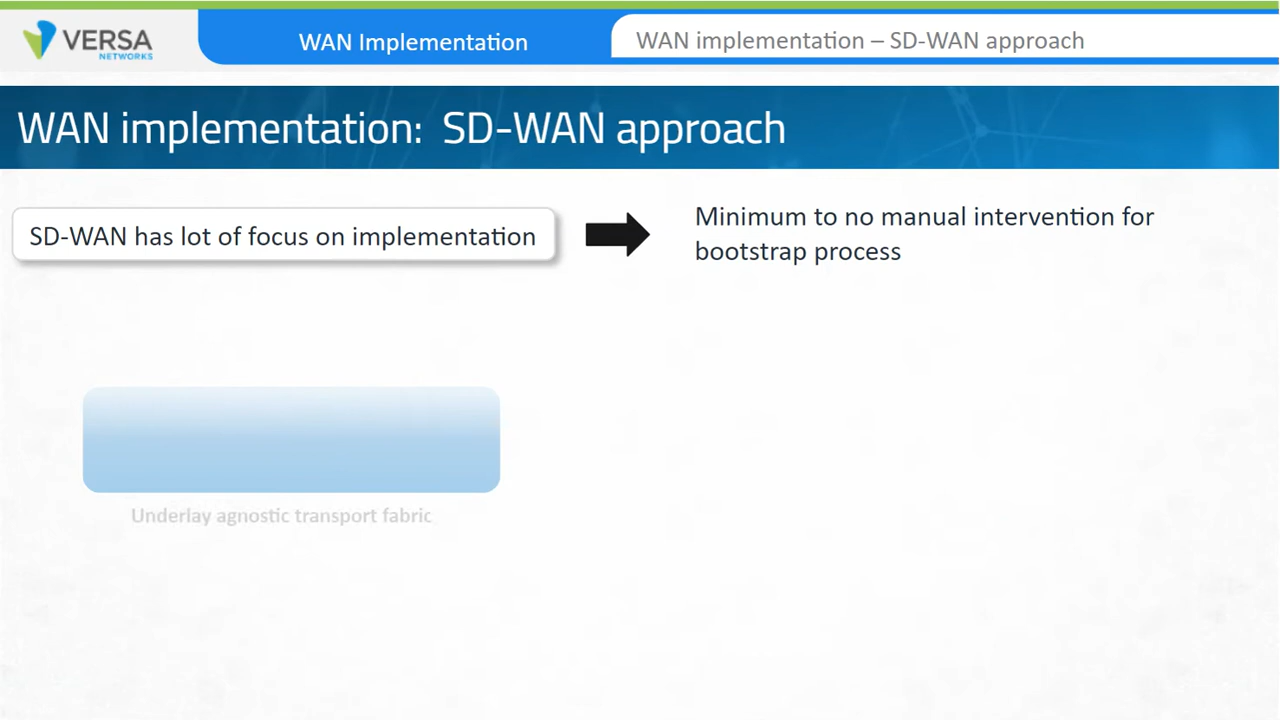 VERSA
NETWORKS
WAN Implementation
WAN implementation – SD-WAN approach
WAN implementation: SD-WAN approach
SD-WAN has lot of focus on implementation
Minimum to no manual intervention for
bootstrap process
Underlay agnostic transport fabric